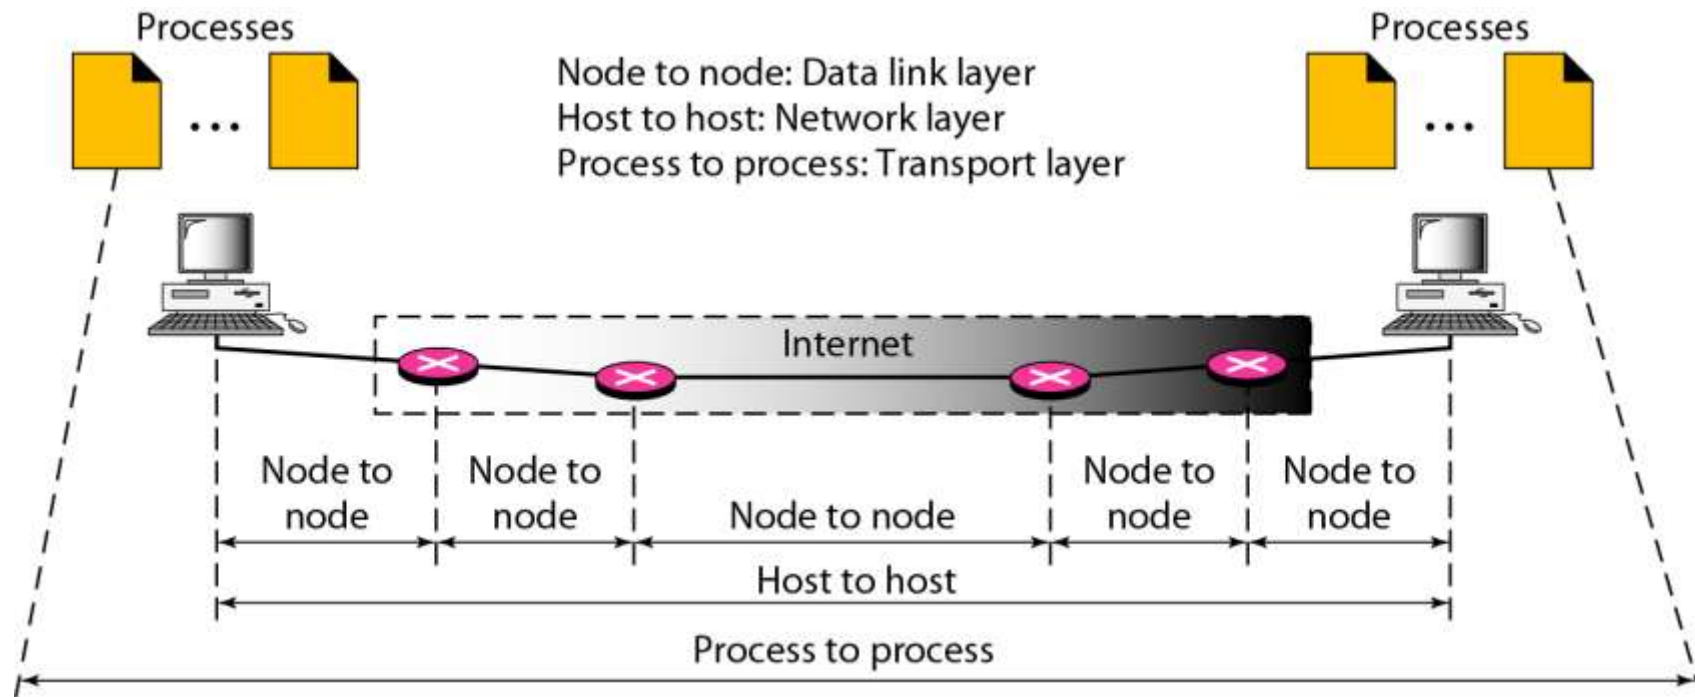 Processes
Processes
Node to node: Data link layer
Host to host: Network layer
Process to process: Transport layer
...
...
Internet
Node to
node
Node to
node
Node to node
Node to
node
Node to
node
Host to host
Process to process